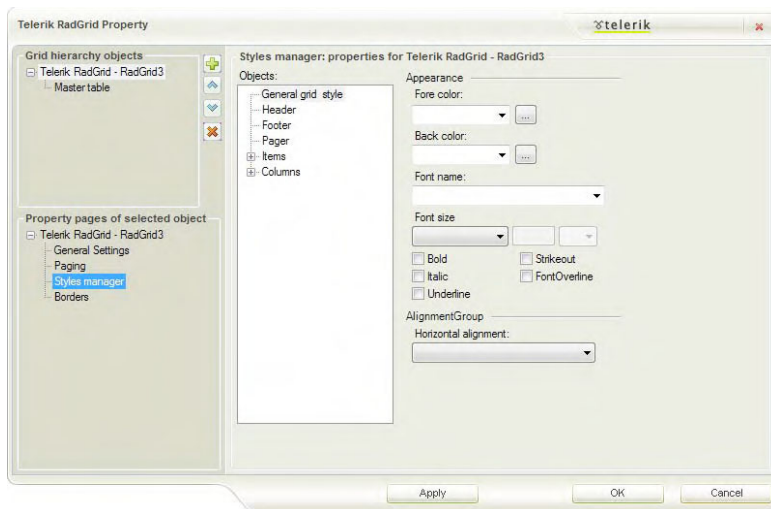 Telerik RadGrid Property
telerik
Grid hierarchy objects
Telerik RadGrid - RadGrid3
Master table
Property pages of selected object
Telerik RadGrid - RadGrid3
General Settings
Paging
Styles manager
Borders
Styles manager: properties for Telerik RadGrid - RadGrid3
Objects:
General grid style
Header
Footer
Pager
Items
Columns
Appearance
Fore color:
...
Back color:
...
Font name:
Font size
Bold
Strikeout
Italic
FontOverline
Underline
AlignmentGroup
Horizontal alignment:
Apply
OK
Cancel